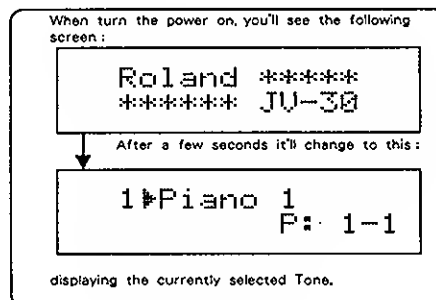 When turn the power on, you'll see the following
screen :
Roland *****
****** JV-30
After a few seconds it'll change to this :
1▶Piano 1
P: 1-1
displaying the currently selected Tone.